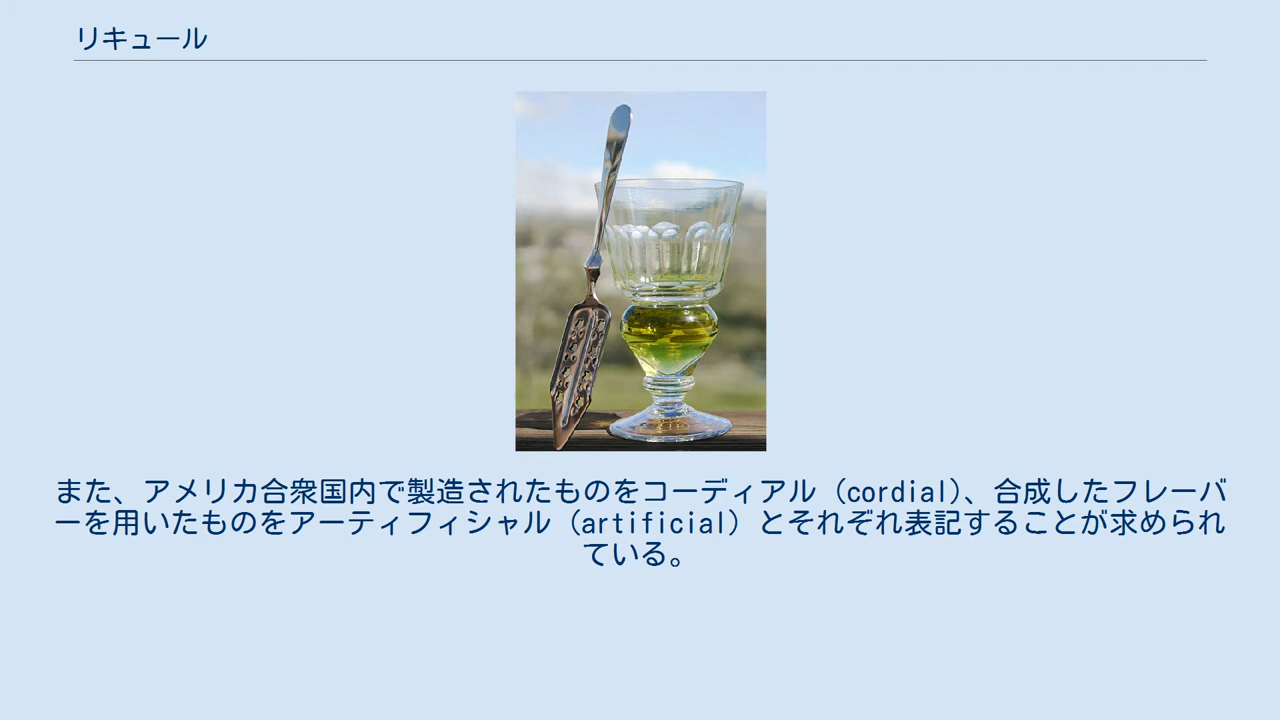 リキュール
また、アメリカ合衆国内で製造されたものをコーディアル（cordial）、合成したフレーバ
ーを用いたものをアーティフィシャル（artificial）とそれぞれ表記することが求められ
ている。